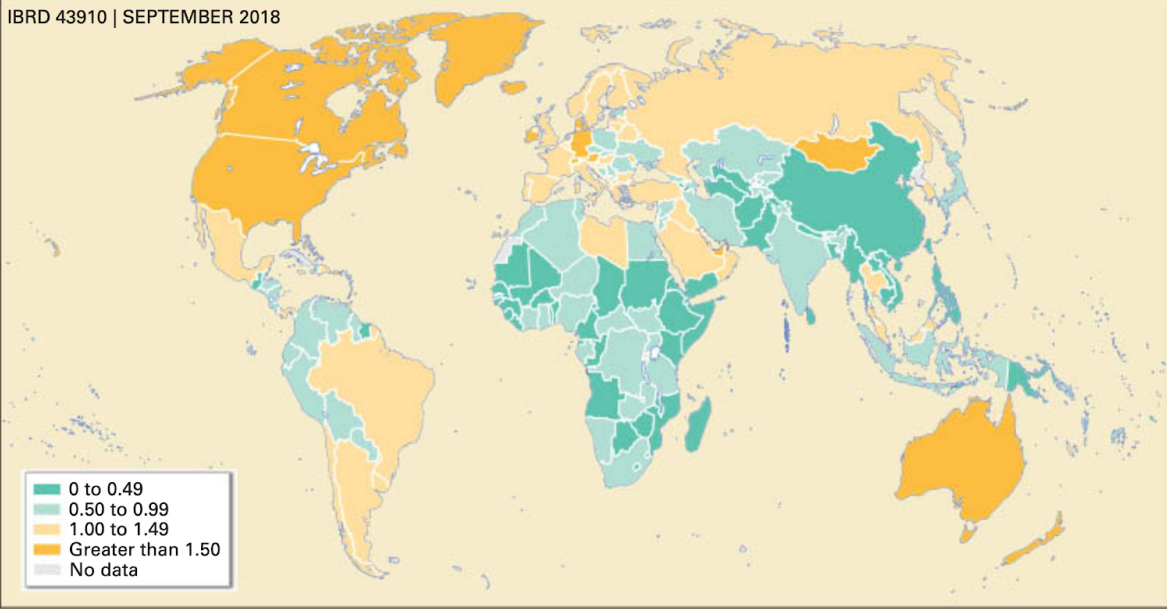 IBRD 43910 | SEPTEMBER 2018
0 to 0.49
0.50 to 0.99
1.00 to 1.49
Greater than 1.50
No data